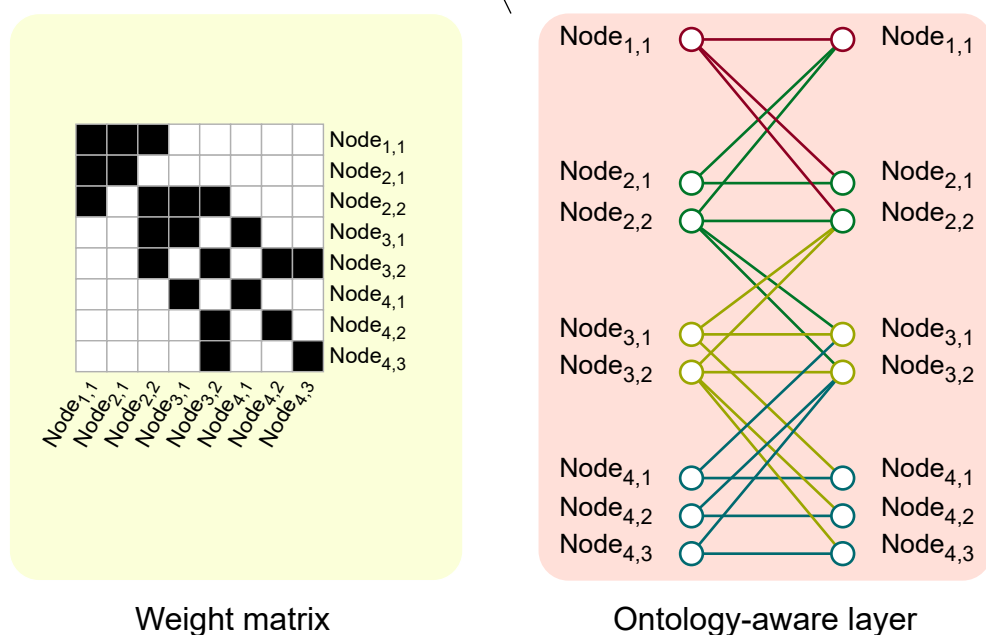 Node1,1
Node2,1
Node2,2
Node3,1
Node3,2
Node4,1
Node4,2
Node4,3
Node1,1
Node2,1
Node2,2
Node3,1
Node3,2
Node4,1
Node4,2
Node4,3
Weight matrix
Node1,1 Node1,1
Node2,1 Node2,1
Node2,2 Node2,2
Node3,1 Node3,1
Node3,2 Node3,2
Node4,1 Node4,1
Node4,2 Node4,2
Node4,3 Node4,3
Ontology-aware layer